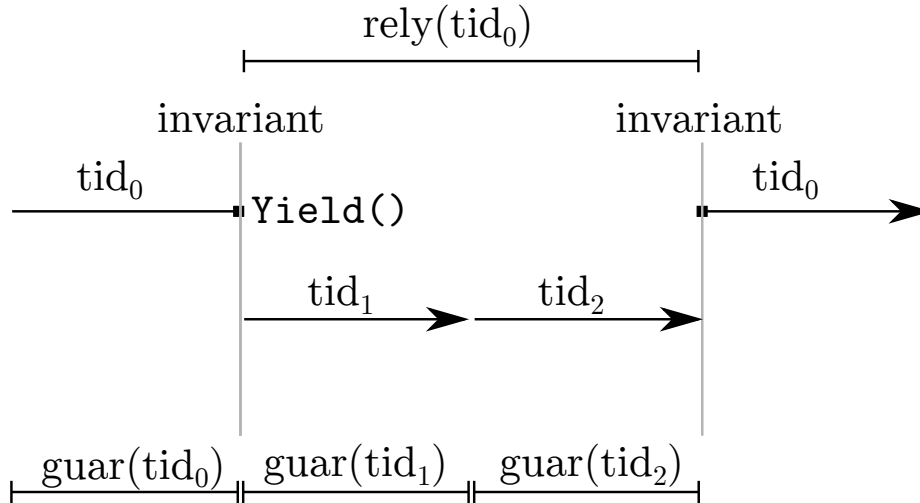 rely(tid₀)
invariant invariant
tid₀ tid₀
Yield()
tid₁ tid₂
guar(tid₀) guar(tid₁) guar(tid₂)